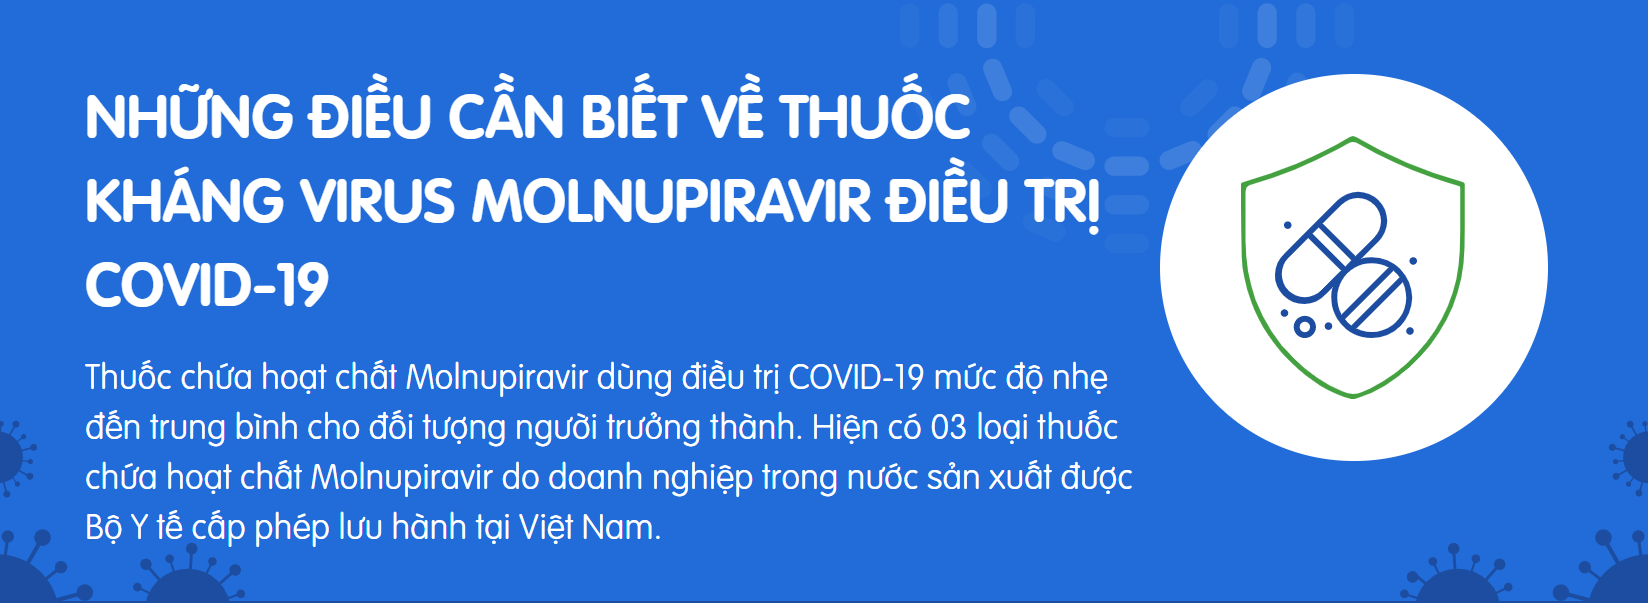 NHỮNG ĐIỀU CẦN BIẾT VỀ THUỐC
KHÁNG VIRUS MOLNUPIRAVIR ĐIỀU TRỊ
COVID-19
Thuốc chứa hoạt chất Molnupiravir dùng điều trị COVID-19 mức độ nhẹ
đến trung bình cho đối tượng người trưởng thành. Hiện có 03 loại thuốc
chứa hoạt chất Molnupiravir do doanh nghiệp trong nước sản xuất được
Bộ Y tế cấp phép lưu hành tại Việt Nam.